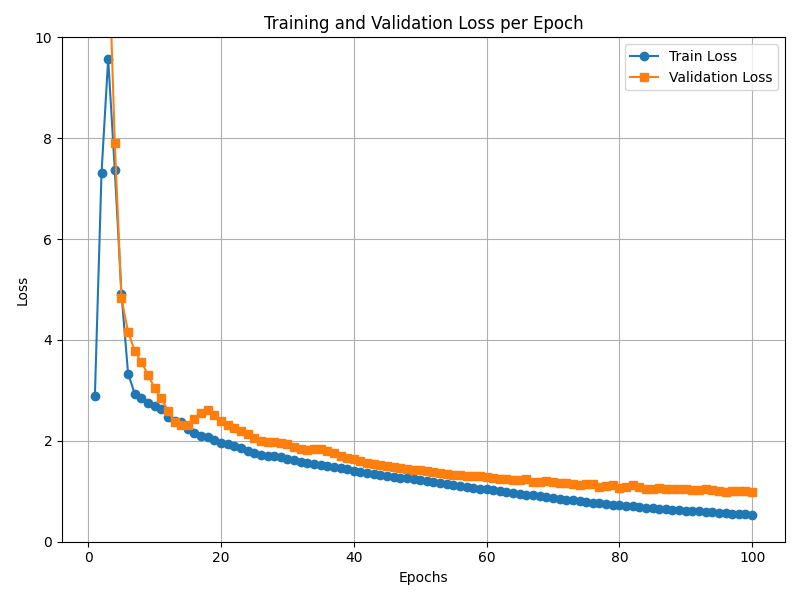 Training and Validation Loss per Epoch
Train Loss
Validation Loss
10
8
6
4
2
0
Loss
0 20 40 60 80 100
Epochs